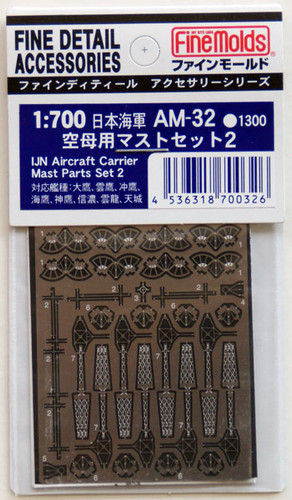 FINE DETAIL
ACCESSORIES
FineMolds
ファインモールド
ファインディティール アクセサリーシリーズ
1:700 日本海軍 AM-32 ●1300
空母用マストセット2
IJN Aircraft Carrier
Mast Parts Set 2
対応艦種：大鷹、雲鷹、冲鷹、
海鷹、神鷹、信濃、雲龍、天城
4 536318 700326